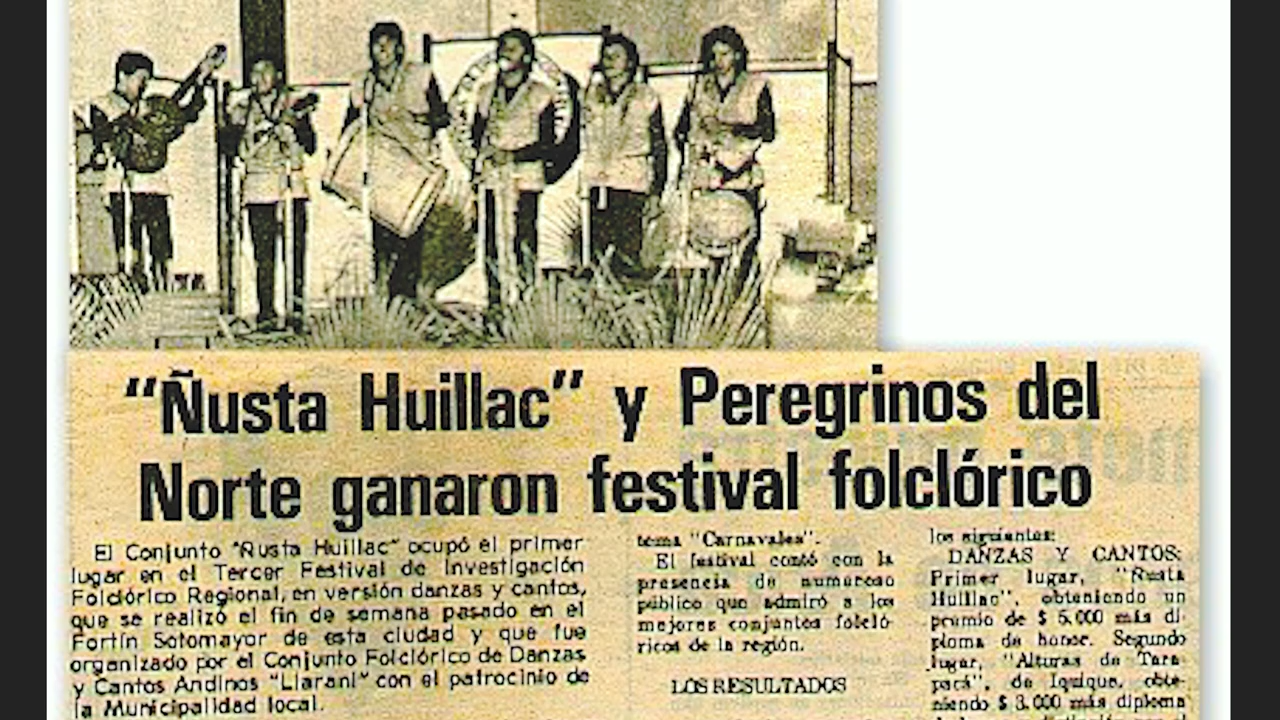 "Ñusta Huillac" y Peregrinos del
Norte ganaron festival folclórico
El Conjunto "Ñusta Huillac" ocupó el primer
lugar en el Tercer Festival de Investigación
Folclórico Regional, en versión danzas y cantos,
que se realizó el fin de semana pasado en el
Fortín Sotomayor de esta ciudad y que fue
organizado por el Conjunto Folclórico de Danzas
y Cantos Andinos "Llarani" con el patrocinio de
la Municipalidad local.
tema "Carnavales".
El festival contó con la
presencia de numeroso
público que admiró a los
mejores conjuntos folcló-
ricos de la región.
LOS RESULTADOS
los siguientes:
DANZAS Y CANTOS:
Primer lugar, "Ñusta
Huillac", obteniendo un
premio de $ 5.000 más di-
ploma de honor. Segundo
lugar, "Alturas de Tara-
pacá", de Iquique, obte-
niendo $ 3.000 más diploma